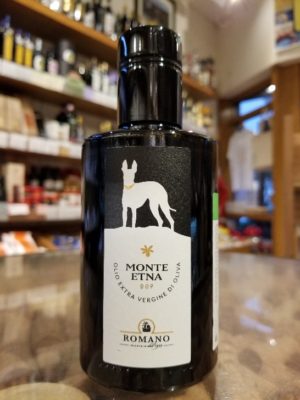 MONTE
ETNA
DOP
OLIO EXTRA VERGINE DI OLIVA
ROMANO